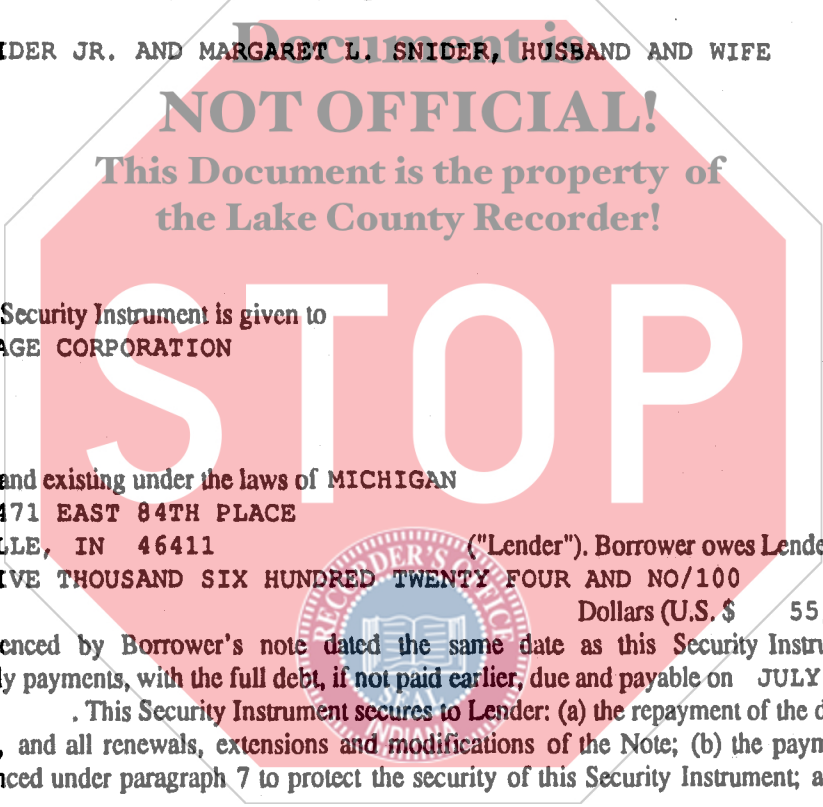 Document is
IDER JR. AND MARGARET L. SNIDER, HUSBAND AND WIFE
NOT OFFICIAL!
This Document is the property of
the Lake County Recorder!
STOP
Security Instrument is given to
AGE CORPORATION
and existing under the laws of MICHIGAN
471 EAST 84TH PLACE
LLE, IN 46411 ("Lender"). Borrower owes Lende
IVE THOUSAND SIX HUNDRED TWENTY FOUR AND NO/100
Dollars (U.S. $ 55
enced by Borrower's note dated the same date as this Security Instru
ly payments, with the full debt, if not paid earlier, due and payable on JULY
. This Security Instrument secures to Lender: (a) the repayment of the d
, and all renewals, extensions and modifications of the Note; (b) the paym
nced under paragraph 7 to protect the security of this Security Instrument; a
RECORDER'S OFFICE
SEAL
INDIANA